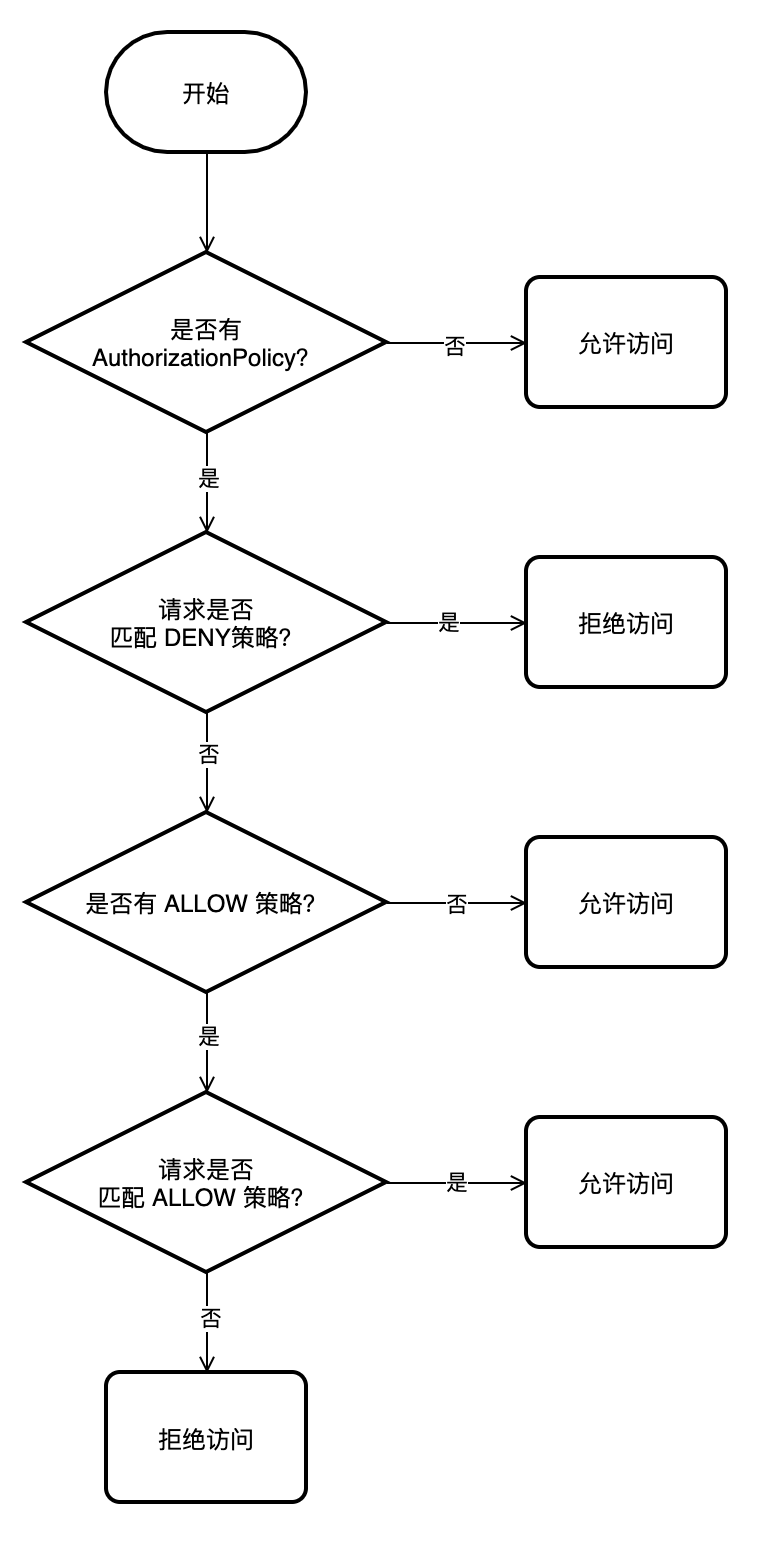 开始
是否有
AuthorizationPolicy?
否
允许访问
是
请求是否
匹配 DENY策略?
是
拒绝访问
否
是否有 ALLOW 策略?
否
允许访问
是
请求是否
匹配 ALLOW 策略?
是
允许访问
否
拒绝访问